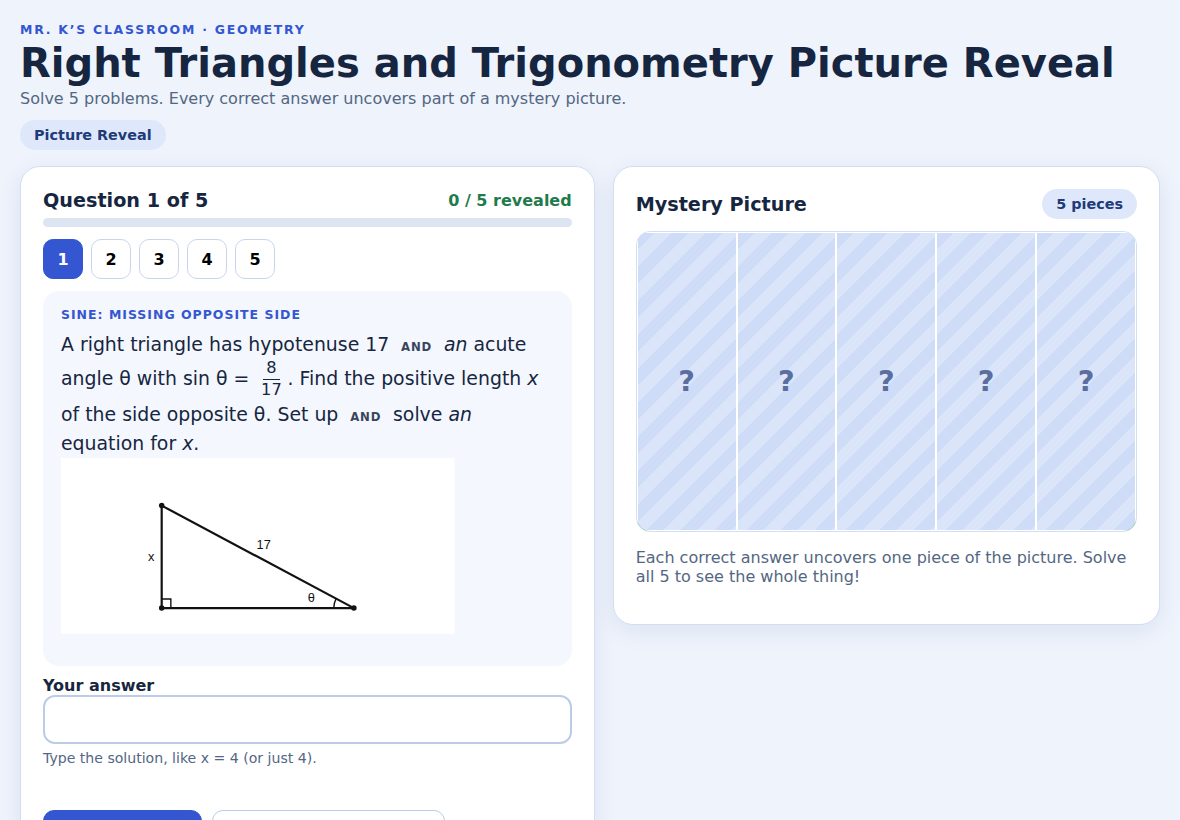 MR. K’S CLASSROOM · GEOMETRY
Right Triangles and Trigonometry Picture Reveal
Solve 5 problems. Every correct answer uncovers part of a mystery picture.
Picture Reveal
Question 1 of 5
0 / 5 revealed
1 2 3 4 5
SINE: MISSING OPPOSITE SIDE
A right triangle has hypotenuse 17 AND an acute
angle θ with sin θ = 8/17. Find the positive length x
of the side opposite θ. Set up AND solve an
equation for x.
17
x
θ
Your answer
Type the solution, like x = 4 (or just 4).
Mystery Picture
5 pieces
? ? ? ? ?
Each correct answer uncovers one piece of the picture. Solve
all 5 to see the whole thing!